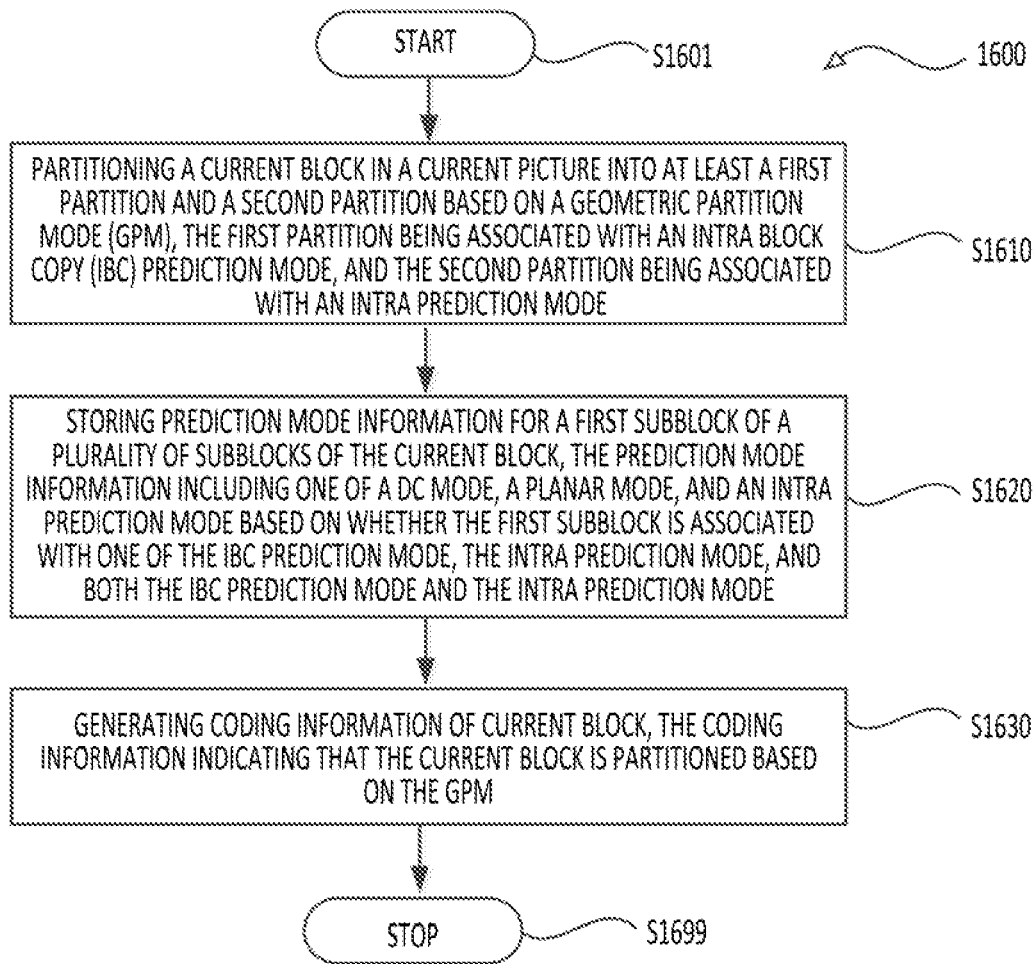 START
S1601
1600
PARTITIONING A CURRENT BLOCK IN A CURRENT PICTURE INTO AT LEAST A FIRST
PARTITION AND A SECOND PARTITION BASED ON A GEOMETRIC PARTITION
MODE (GPM), THE FIRST PARTITION BEING ASSOCIATED WITH AN INTRA BLOCK
COPY (IBC) PREDICTION MODE, AND THE SECOND PARTITION BEING ASSOCIATED
WITH AN INTRA PREDICTION MODE
S1610
STORING PREDICTION MODE INFORMATION FOR A FIRST SUBBLOCK OF A
PLURALITY OF SUBBLOCKS OF THE CURRENT BLOCK, THE PREDICTION MODE
INFORMATION INCLUDING ONE OF A DC MODE, A PLANAR MODE, AND AN INTRA
PREDICTION MODE BASED ON WHETHER THE FIRST SUBBLOCK IS ASSOCIATED
WITH ONE OF THE IBC PREDICTION MODE, THE INTRA PREDICTION MODE, AND
BOTH THE IBC PREDICTION MODE AND THE INTRA PREDICTION MODE
S1620
GENERATING CODING INFORMATION OF CURRENT BLOCK, THE CODING
INFORMATION INDICATING THAT THE CURRENT BLOCK IS PARTITIONED BASED
ON THE GPM
S1630
STOP
S1699